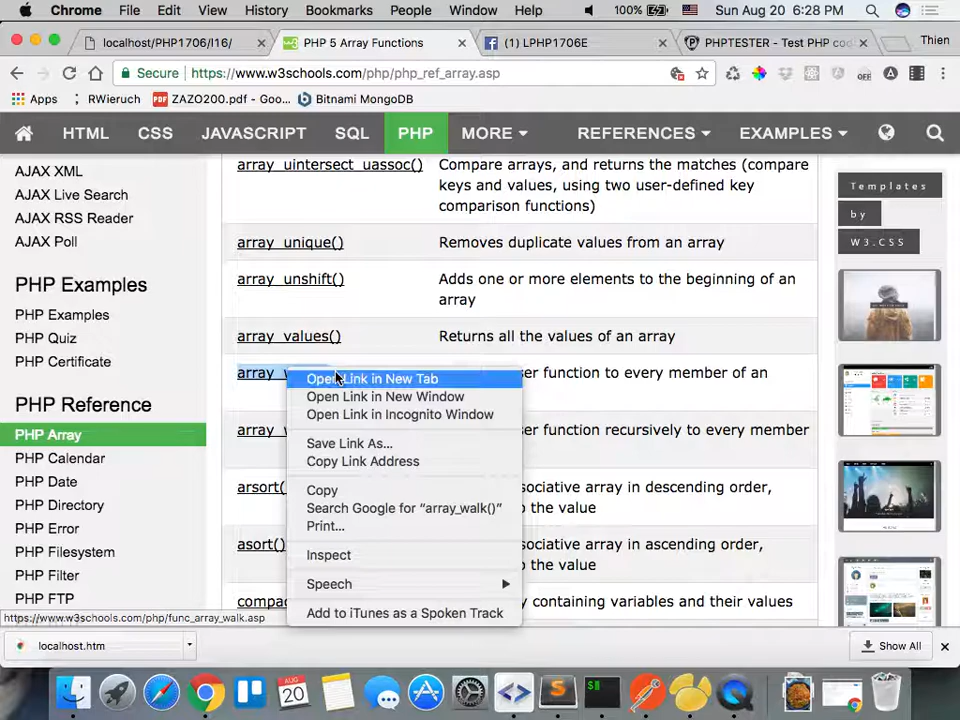 Chrome File Edit View History Bookmarks People Window Help 100% Sun Aug 20 6:28 PM
localhost/PHP1706/l16/ PHP 5 Array Functions (1) LPHP1706E PHPTESTER - Test PHP cod Thien
Secure https://www.w3schools.com/php/php_ref_array.asp
Apps RWieruch ZAZO200.pdf - Goo... Bitnami MongoDB
HTML CSS JAVASCRIPT SQL PHP MORE REFERENCES EXAMPLES
AJAX XML
AJAX Live Search
AJAX RSS Reader
AJAX Poll
PHP Examples
PHP Examples
PHP Quiz
PHP Certificate
PHP Reference
PHP Array
PHP Calendar
PHP Date
PHP Directory
PHP Error
PHP Filesystem
PHP Filter
PHP FTP
array_uintersect_uassoc() Compare arrays, and returns the matches (compare
keys and values, using two user-defined key
comparison functions)
array_unique() Removes duplicate values from an array
array_unshift() Adds one or more elements to the beginning of an
array
array_values() Returns all the values of an array
array_w ser function to every member of an
array_w ser function recursively to every member
arsort() sociative array in descending order,
to the value
asort() sociative array in ascending order,
to the value
compac y containing variables and their values
Open Link in New Tab
Open Link in New Window
Open Link in Incognito Window
Save Link As...
Copy Link Address
Copy
Search Google for “array_walk()”
Print...
Inspect
Speech
Add to iTunes as a Spoken Track
Templates
by
W3.CSS
https://www.w3schools.com/php/func_array_walk.asp
localhost.htm Show All
AUG
20